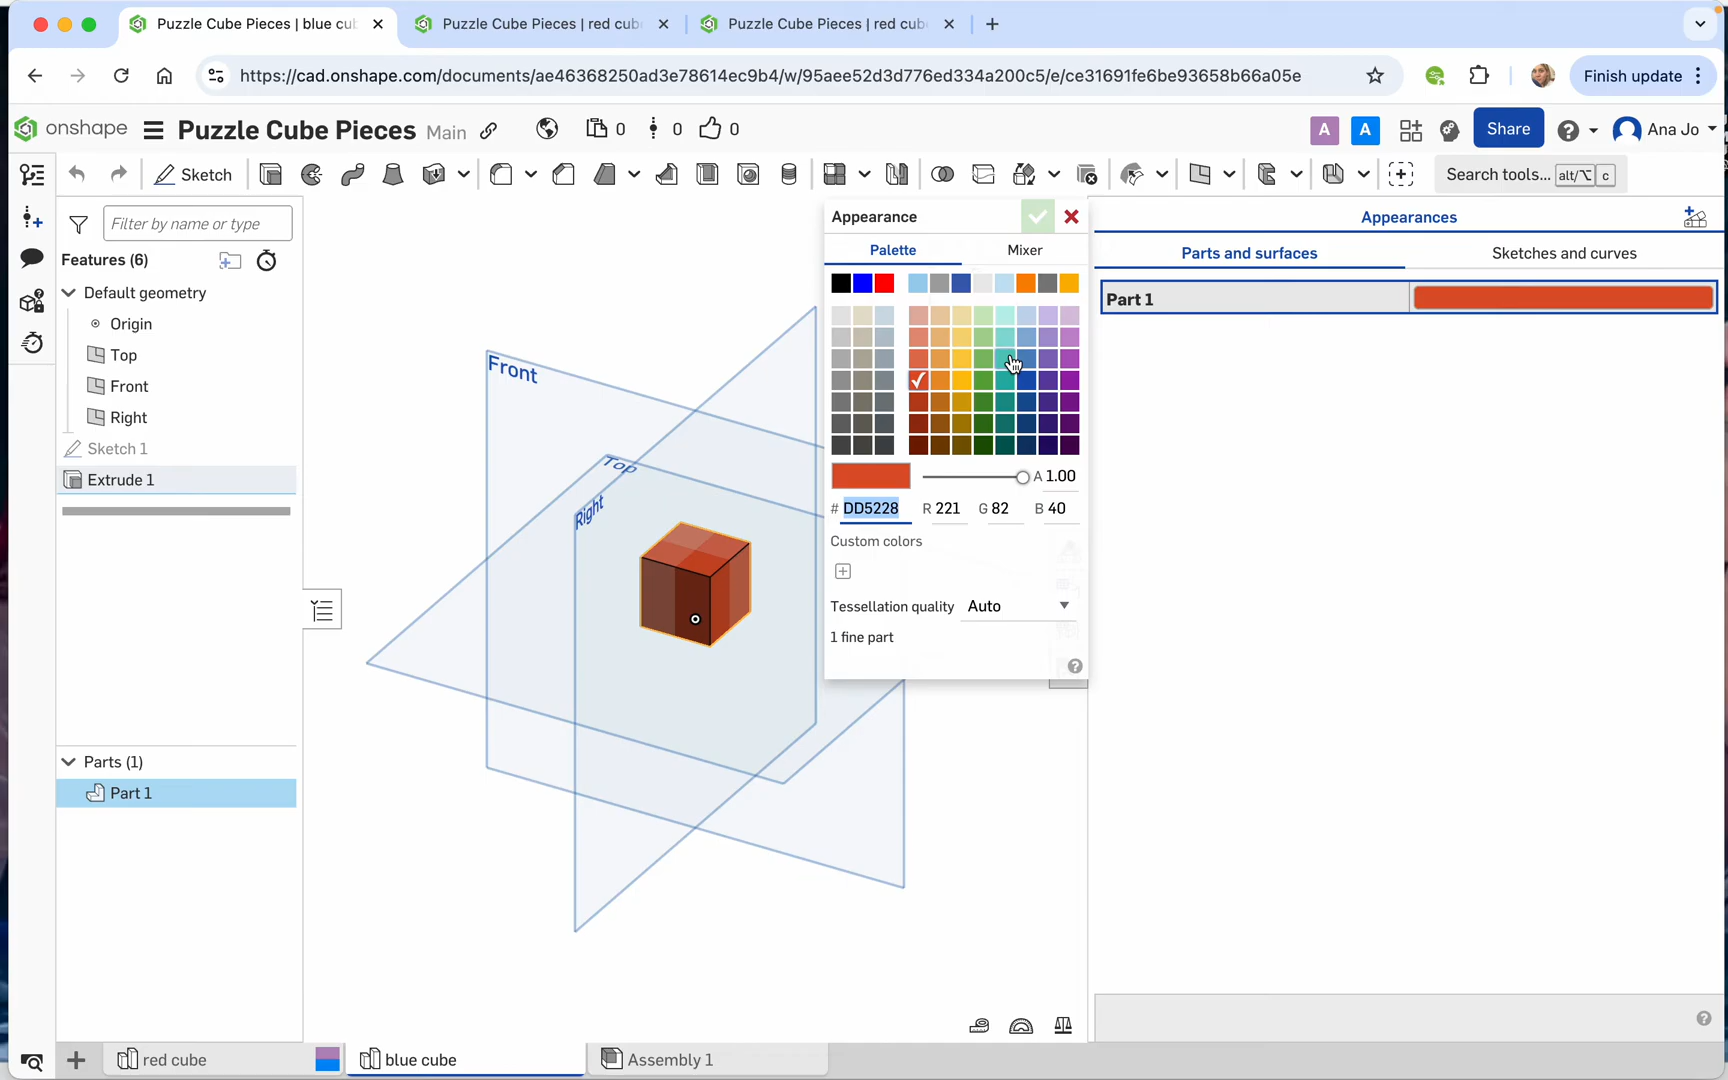 Puzzle Cube Pieces | blue cu
Puzzle Cube Pieces | red cub
Puzzle Cube Pieces | red cub
https://cad.onshape.com/documents/ae46368250ad3e78614ec9b4/w/95aee52d3d776ed334a200c5/e/ce31691fe6be93658b66a05e
Finish update
onshape
Puzzle Cube Pieces Main
0
0
0
A
A
Share
Ana Jo
Sketch
Search tools... alt/⌥ c
Filter by name or type
Features (6)
Default geometry
Origin
Top
Front
Right
Sketch 1
Extrude 1
Parts (1)
Part 1
Front
Top
Right
Appearance
Palette
Mixer
A 1.00
# DD5228 R 221 G 82 B 40
Custom colors
Tessellation quality Auto
1 fine part
Appearances
Parts and surfaces
Sketches and curves
Part 1
red cube
blue cube
Assembly 1